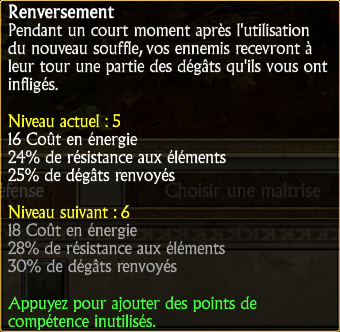 Renversement
Pendant un court moment après l'utilisation
du nouveau souffle, vos ennemis recevront à
leur tour une partie des dégâts qu'ils vous ont
infligés.
Niveau actuel : 5
16 Coût en énergie
24% de résistance aux éléments
25% de dégâts renvoyés
éfense
Choisir une maîtrise
Niveau suivant : 6
18 Coût en énergie
28% de résistance aux éléments
30% de dégâts renvoyés
Appuyez pour ajouter des points de
compétence inutilisés.